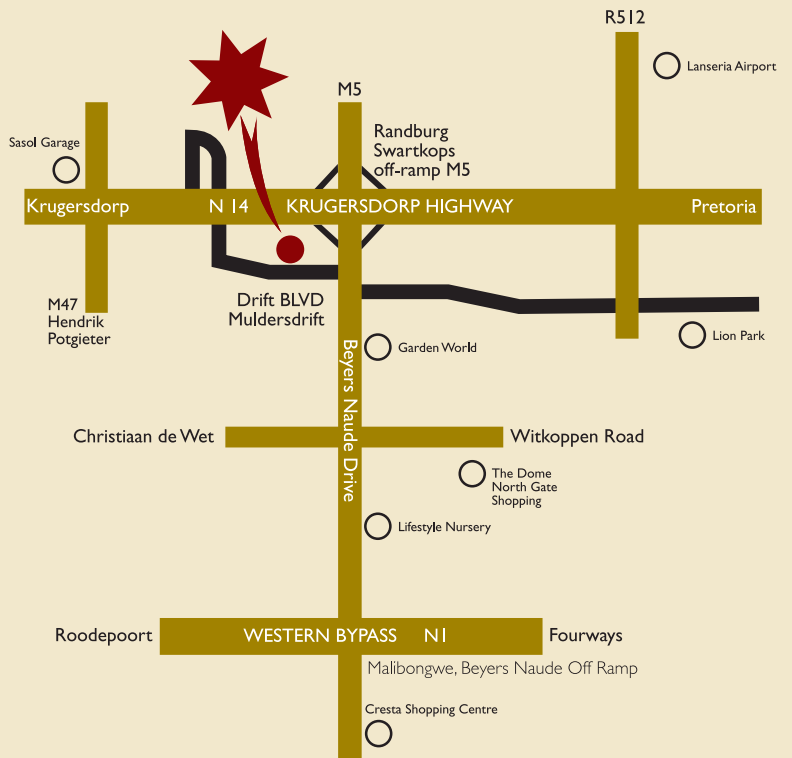 R512
Lanseria Airport
M5
Randburg
Swartkops
off-ramp M5
Sasol Garage
Krugersdorp
N 14
KRUGERSDORP HIGHWAY
Pretoria
M47
Hendrik
Potgieter
Drift BLVD
Muldersdrift
Lion Park
Garden World
Beyers Naude Drive
Christiaan de Wet
Witkoppen Road
The Dome
North Gate
Shopping
Lifestyle Nursery
Roodepoort
WESTERN BYPASS N1
Fourways
Malibongwe, Beyers Naude Off Ramp
Cresta Shopping Centre